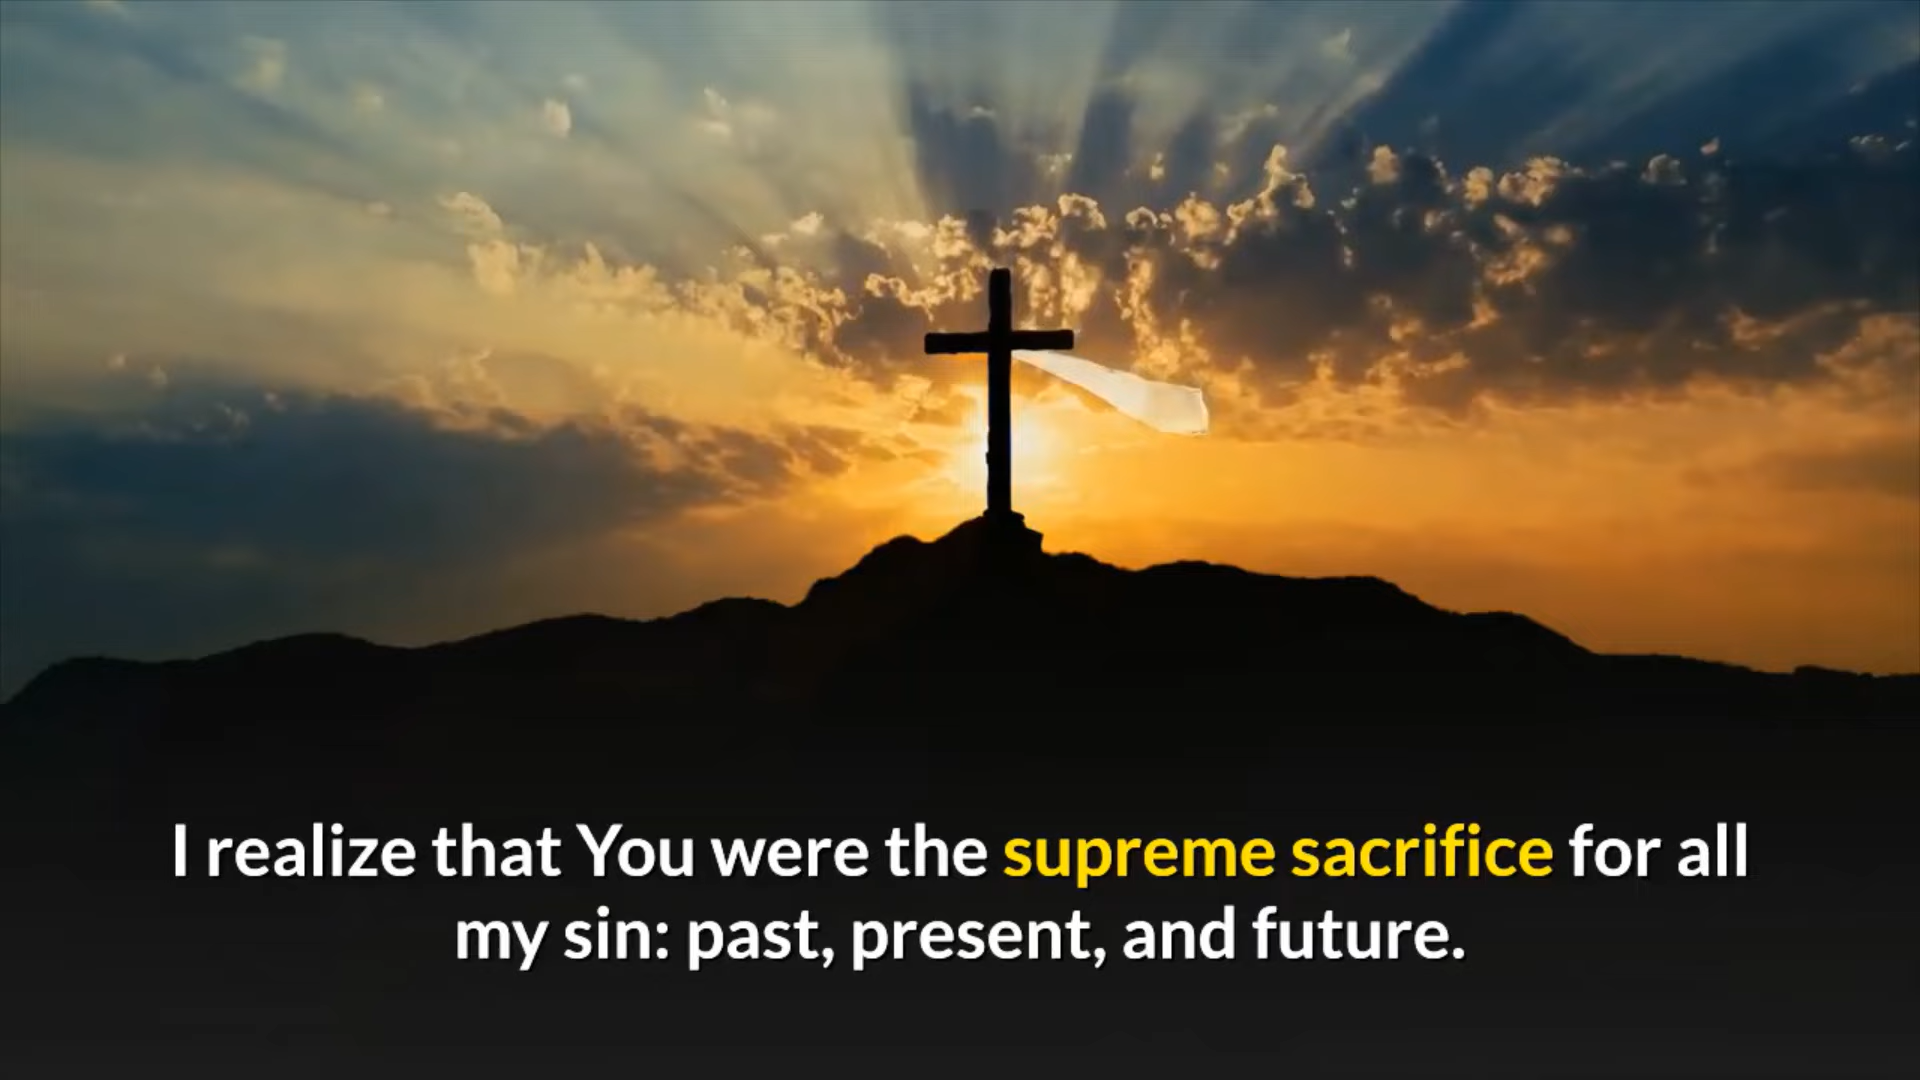 I realize that You were the supreme sacrifice for all
my sin: past, present, and future.